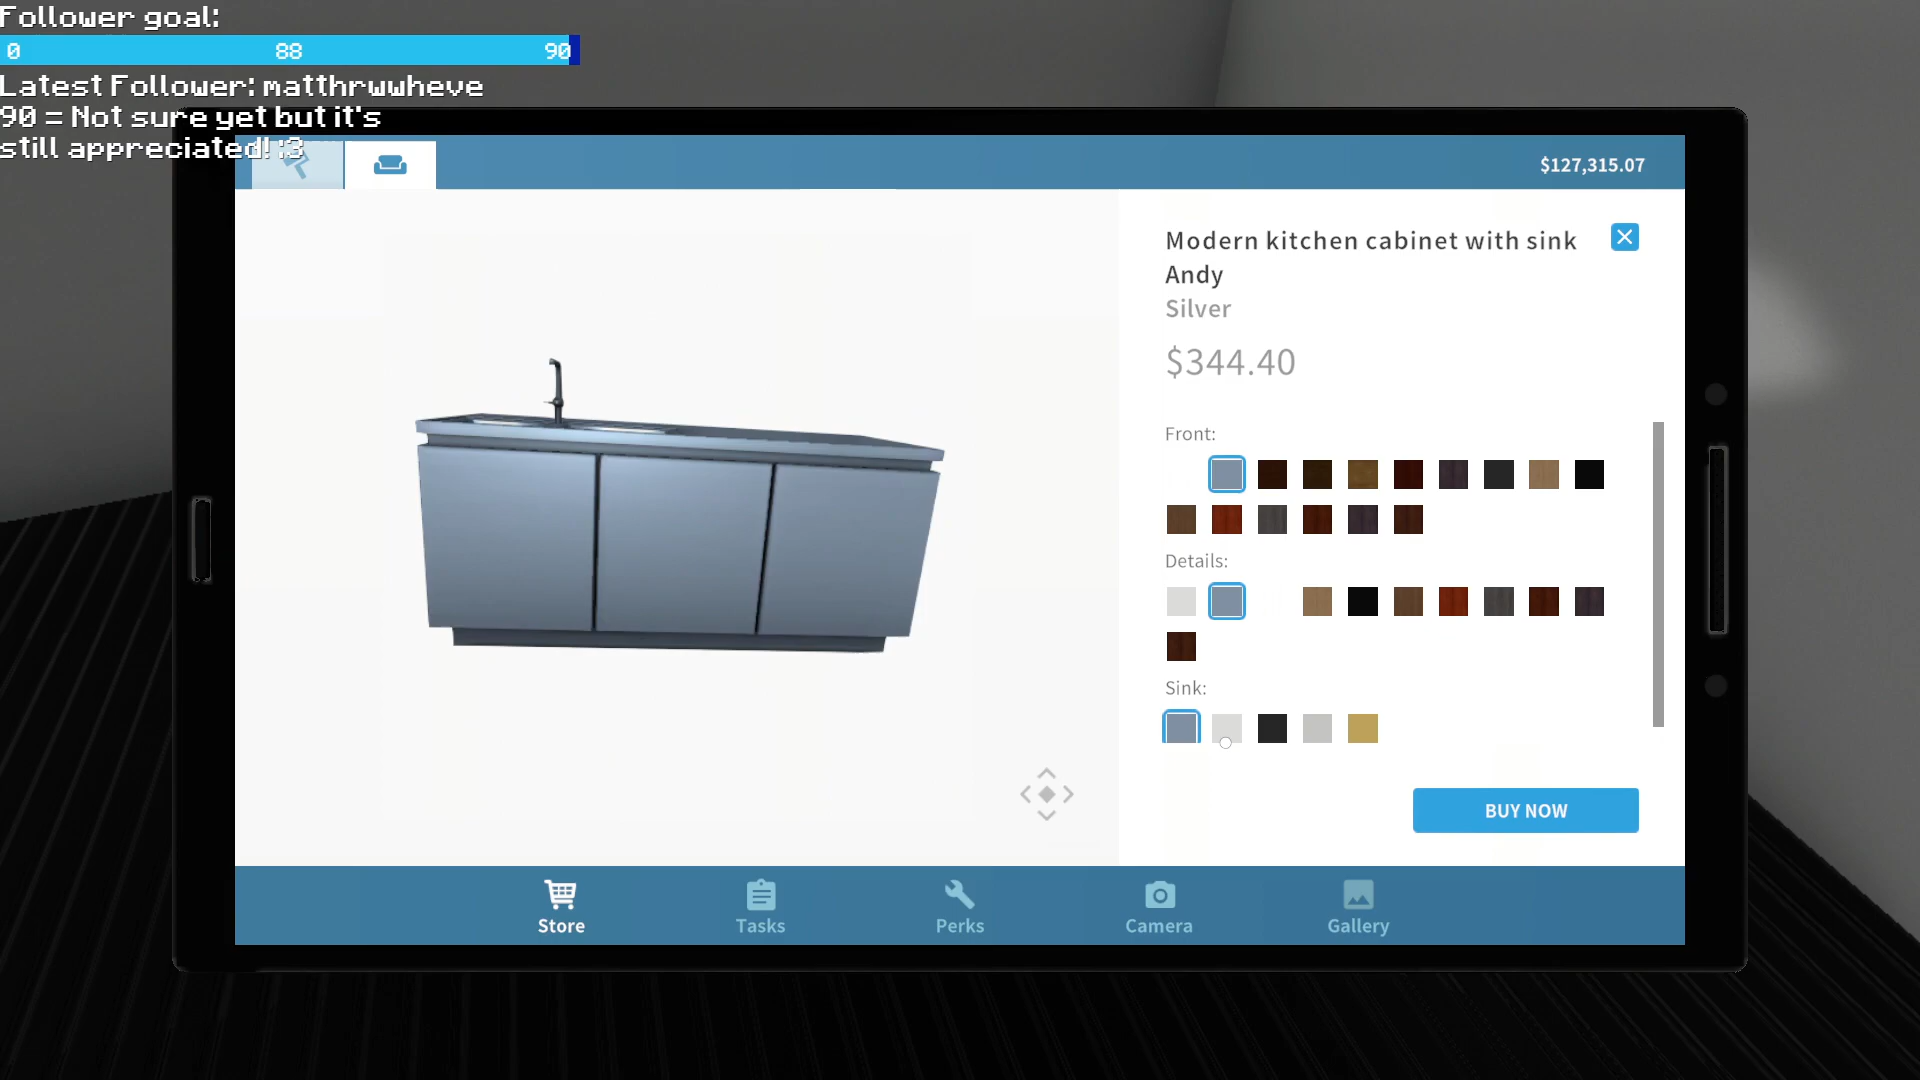 Follower goal:
0 88 90
Latest Follower: matthrwwheve
90 = Not sure yet but it's
still appreciated! :3
$127,315.07
Modern kitchen cabinet with sink
Andy
Silver
$344.40
Front:
Details:
Sink:
BUY NOW
Store Tasks Perks Camera Gallery